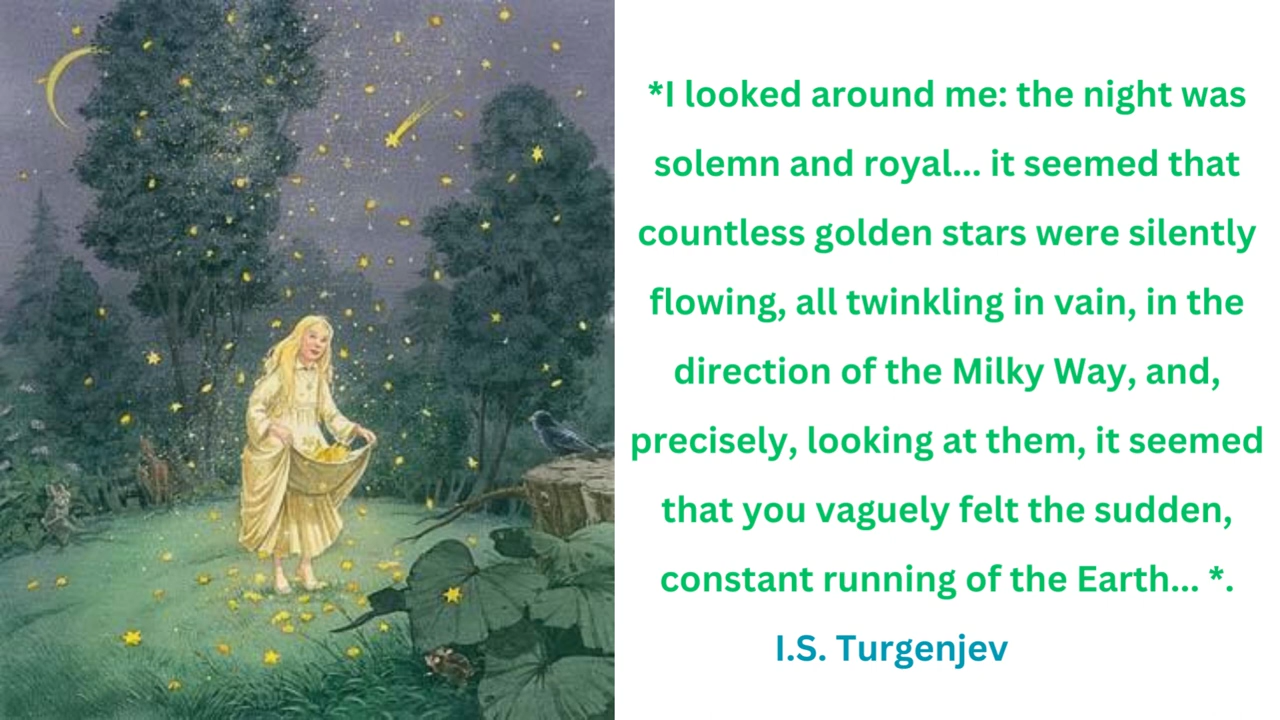 *I looked around me: the night was
solemn and royal... it seemed that
countless golden stars were silently
flowing, all twinkling in vain, in the
direction of the Milky Way, and,
precisely, looking at them, it seemed
that you vaguely felt the sudden,
constant running of the Earth... *.
I.S. Turgenjev